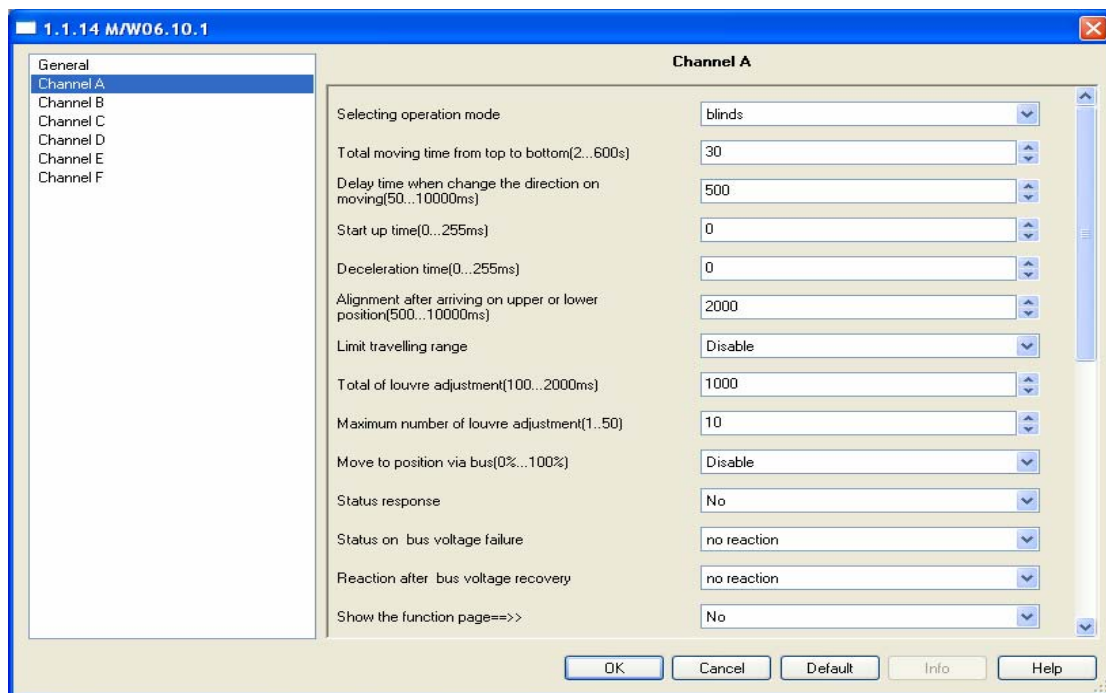 1.1.14 M/W06.10.1
General
Channel A
Channel B
Channel C
Channel D
Channel E
Channel F
Channel A
Selecting operation mode
blinds
Total moving time from top to bottom(2...600s)
30
Delay time when change the direction on
moving(50...10000ms)
500
Start up time(0...255ms)
0
Deceleration time(0...255ms)
0
Alignment after arriving on upper or lower
position(500...10000ms)
2000
Limit travelling range
Disable
Total of louvre adjustment(100...2000ms)
1000
Maximum number of louvre adjustment(1..50)
10
Move to position via bus(0%...100%)
Disable
Status response
No
Status on  bus voltage failure
no reaction
Reaction after  bus voltage recovery
no reaction
Show the function page==>>
No
OK
Cancel
Default
Info
Help